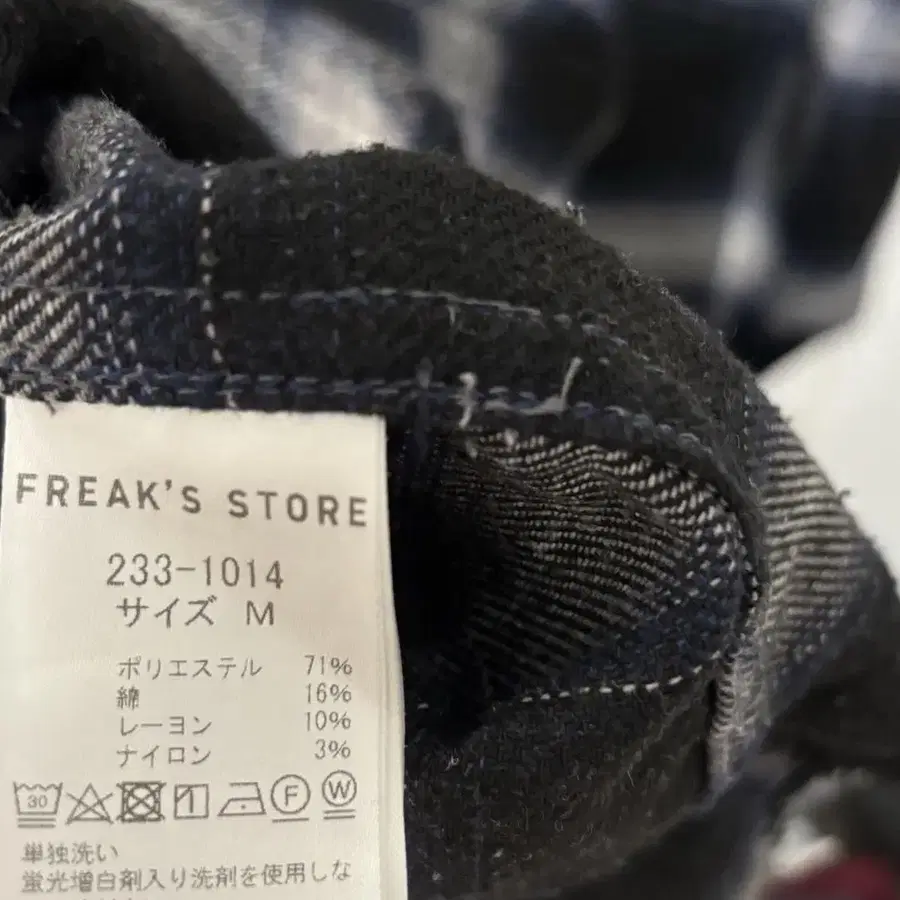 FREAK'S STORE
233-1014
サイズ M
ポリエステル 71%
綿 16%
レーヨン 10%
ナイロン 3%
30 F W
単独洗い
蛍光増白剤入り洗剤を使用しな